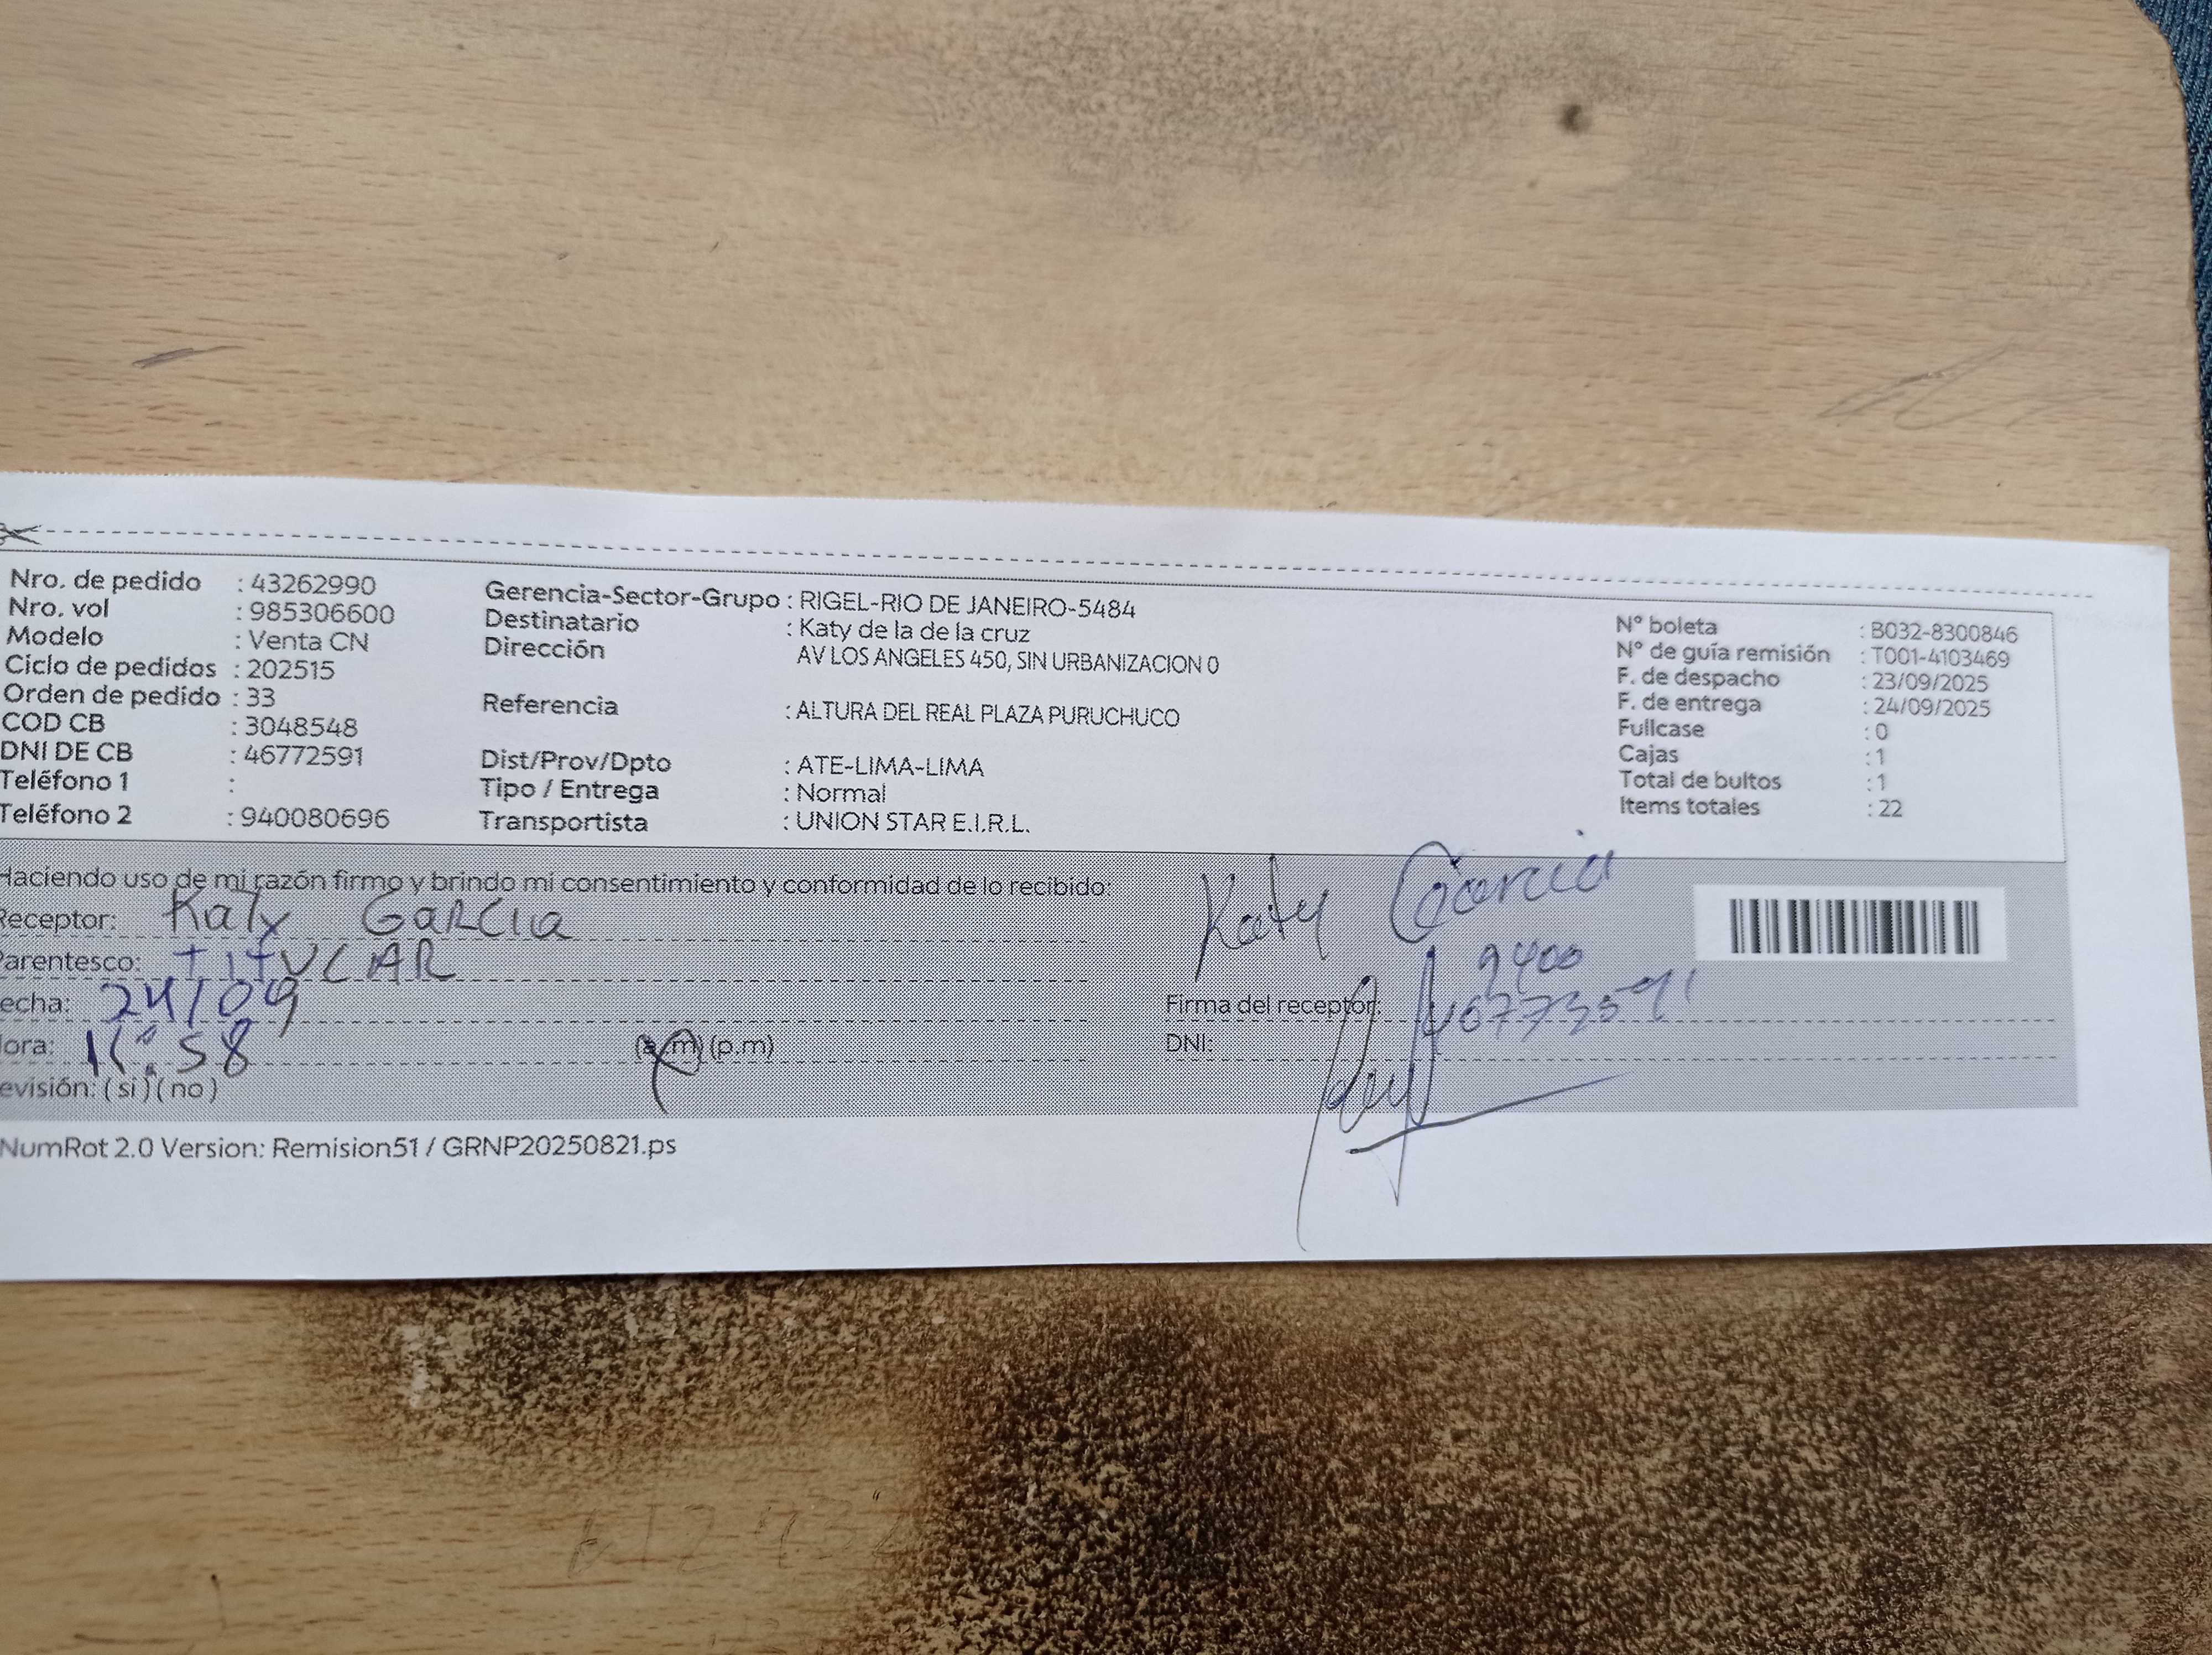 Nro. de pedido : 43262990
Nro. vol : 985306600
Modelo : Venta CN
Ciclo de pedidos : 202515
Orden de pedido : 33
COD CB : 3048548
DNI DE CB : 46772591
Teléfono 1 :
Teléfono 2 : 940080696
Gerencia-Sector-Grupo : RIGEL-RIO DE JANEIRO-5484
Destinatario : Katy de la de la cruz
Dirección AV LOS ANGELES 450, SIN URBANIZACION 0
Referencia : ALTURA DEL REAL PLAZA PURUCHUCO
Dist/Prov/Dpto : ATE-LIMA-LIMA
Tipo / Entrega : Normal
Transportista : UNION STAR E.I.R.L.
N° boleta : B032-8300846
N° de guía remisión : T001-4103469
F. de despacho : 23/09/2025
F. de entrega : 24/09/2025
Fullcase : 0
Cajas : 1
Total de bultos : 1
Items totales : 22
Haciendo uso de mi razón firmo y brindo mi consentimiento y conformidad de lo recibido:
Receptor: Katy GARCIA
Parentesco: TITULAR
echa: 24/09
ora: 11:58 (a.m) (p.m)
evisión: ( si ) ( no )
Katy Garcia
9400
Firma del receptor:
DNI:
NumRot 2.0 Version: Remision51 / GRNP20250821.ps